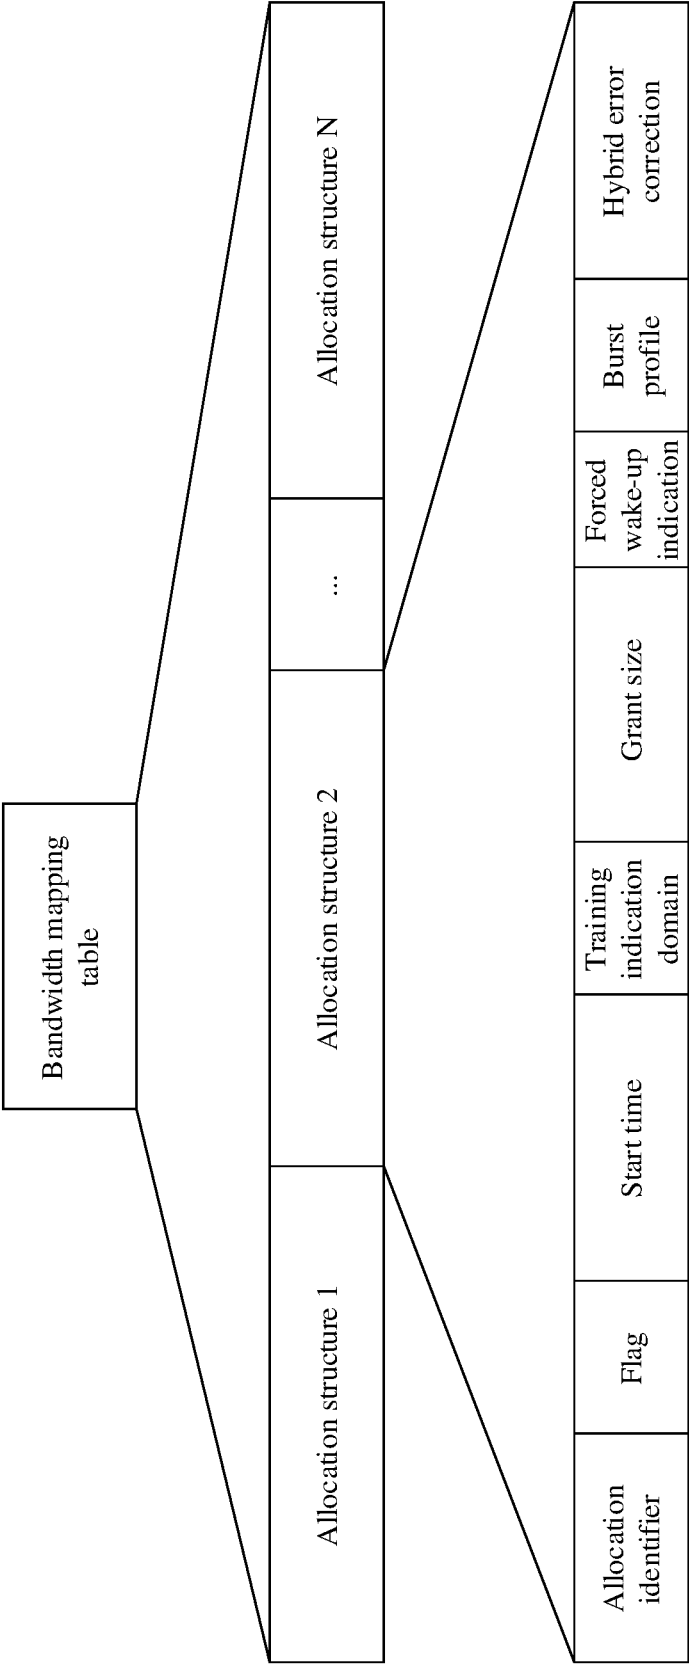 Bandwidth mapping
table
Allocation structure 1
Allocation structure 2
...
Allocation structure N
Allocation
identifier
Flag
Start time
Training
indication
domain
Grant size
Forced
wake-up
indication
Burst
profile
Hybrid error
correction